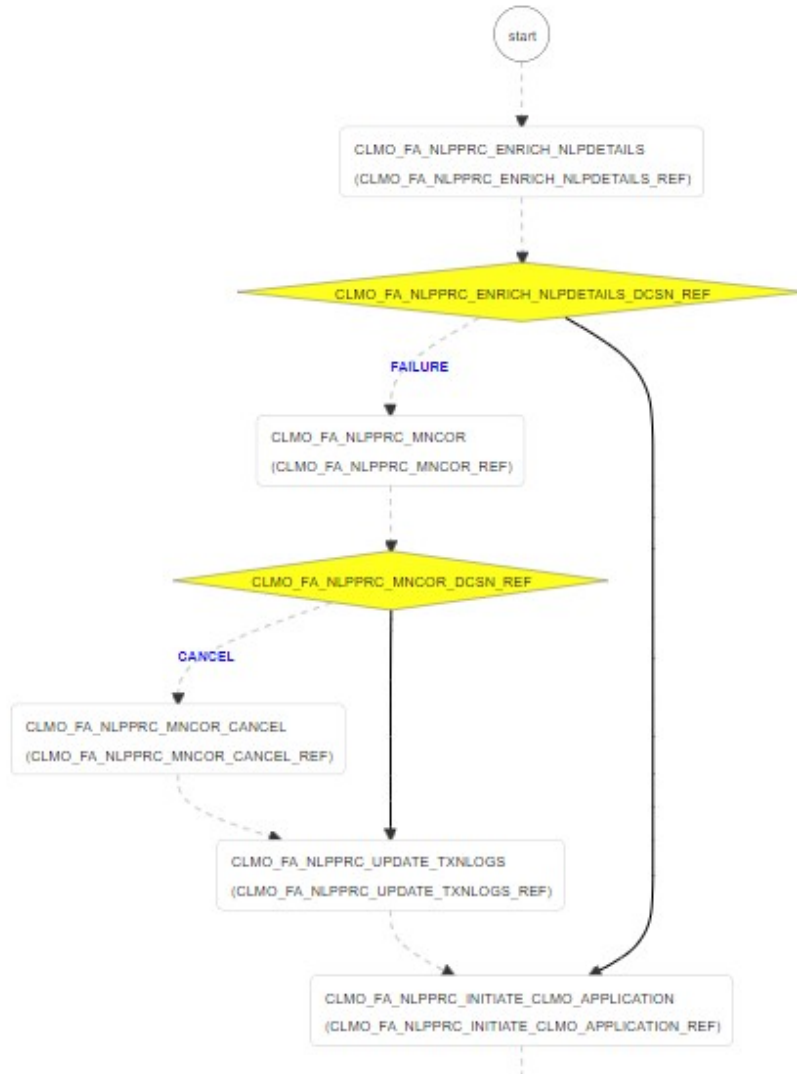 start
CLMO_FA_NLPPRC_ENRICH_NLPDETAILS
(CLMO_FA_NLPPRC_ENRICH_NLPDETAILS_REF)
CLMO_FA_NLPPRC_ENRICH_NLPDETAILS_DCSN_REF
FAILURE
CLMO_FA_NLPPRC_MNCOR
(CLMO_FA_NLPPRC_MNCOR_REF)
CLMO_FA_NLPPRC_MNCOR_DCSN_REF
CANCEL
CLMO_FA_NLPPRC_MNCOR_CANCEL
(CLMO_FA_NLPPRC_MNCOR_CANCEL_REF)
CLMO_FA_NLPPRC_UPDATE_TXNLOGS
(CLMO_FA_NLPPRC_UPDATE_TXNLOGS_REF)
CLMO_FA_NLPPRC_INITIATE_CLMO_APPLICATION
(CLMO_FA_NLPPRC_INITIATE_CLMO_APPLICATION_REF)